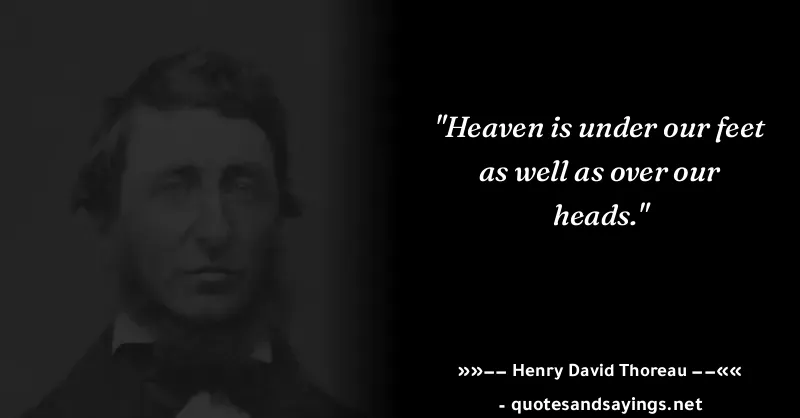 "Heaven is under our feet
as well as over our
heads."
»»−− Henry David Thoreau −−««
- quotesandsayings.net